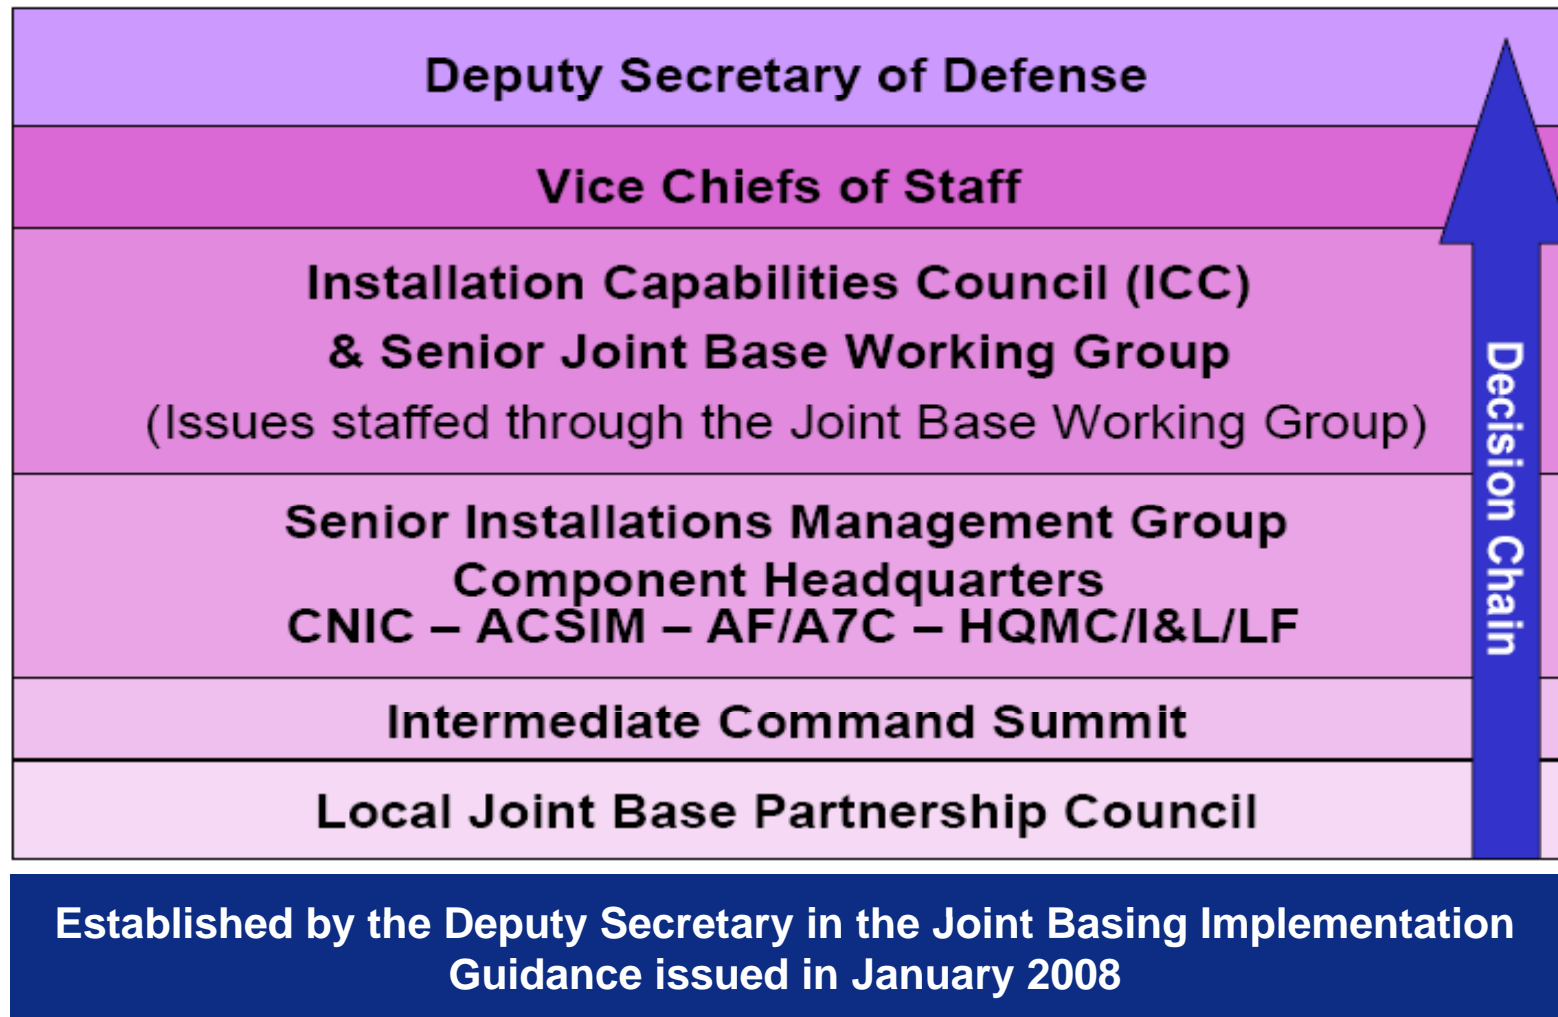 Deputy Secretary of Defense
Vice Chiefs of Staff
Installation Capabilities Council (ICC)
& Senior Joint Base Working Group
(Issues staffed through the Joint Base Working Group)
Senior Installations Management Group
Component Headquarters
CNIC – ACSIM – AF/A7C – HQMC/I&L/LF
Intermediate Command Summit
Local Joint Base Partnership Council
Decision Chain
Established by the Deputy Secretary in the Joint Basing Implementation
Guidance issued in January 2008